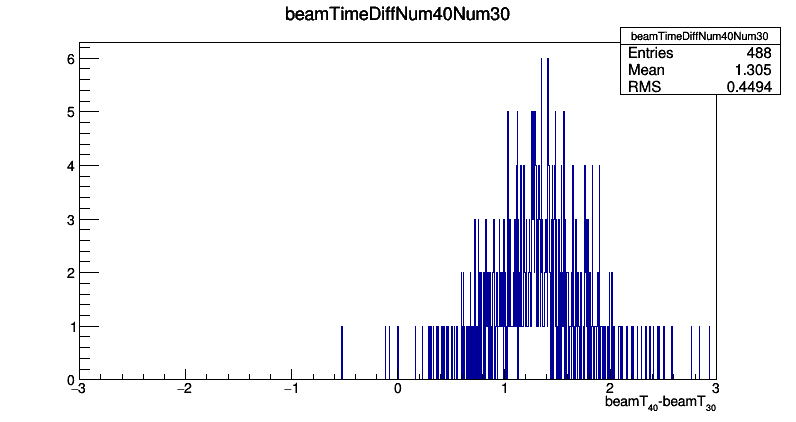 beamTimeDiffNum40Num30
beamTimeDiffNum40Num30
Entries 488
Mean 1.305
RMS 0.4494
6
5
4
3
2
1
0
−3 −2 −1 0 1 2 3
beamT40-beamT30